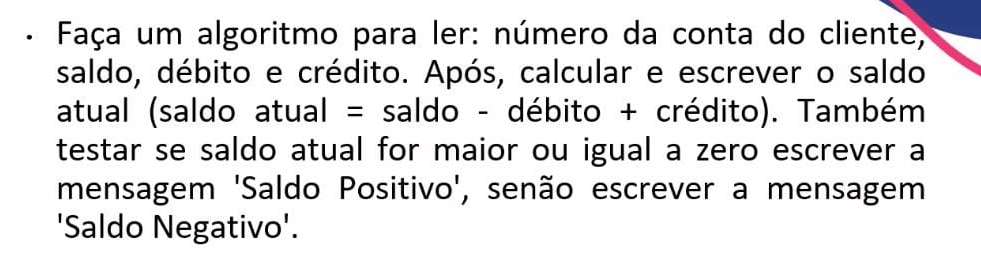 · Faça um algoritmo para ler: número da conta do cliente,
saldo, débito e crédito. Após, calcular e escrever o saldo
atual (saldo atual = saldo - débito + crédito). Também
testar se saldo atual for maior ou igual a zero escrever a
mensagem 'Saldo Positivo', senão escrever a mensagem
'Saldo Negativo'.